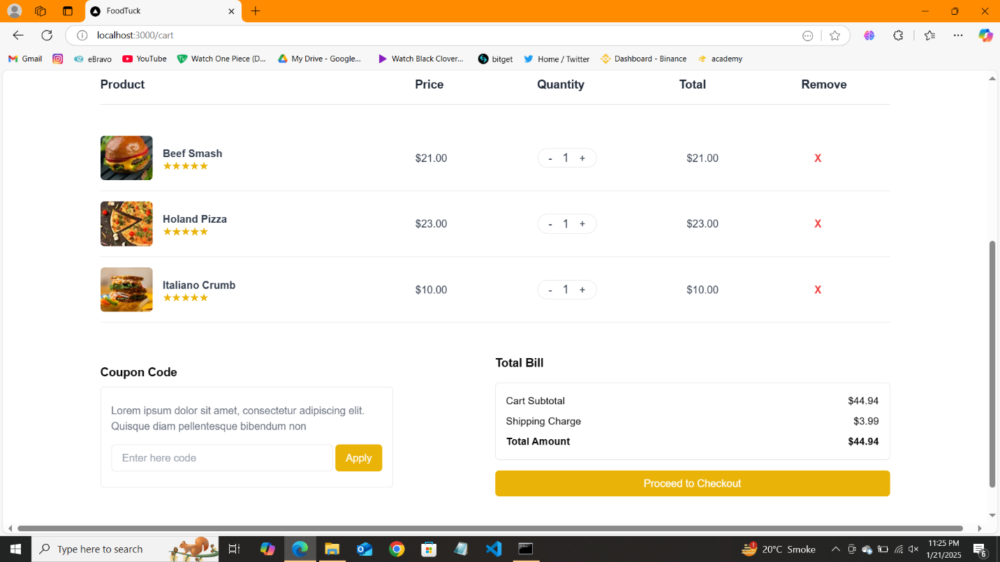 FoodTuck
localhost:3000/cart
Gmail
eBravo
YouTube
Watch One Piece (D...
My Drive - Google...
Watch Black Clover...
bitget
Home / Twitter
Dashboard - Binance
academy
Product Price Quantity Total Remove
Beef Smash
★★★★★
$21.00 - 1 + $21.00 X
Holand Pizza
★★★★★
$23.00 - 1 + $23.00 X
Italiano Crumb
★★★★★
$10.00 - 1 + $10.00 X
Coupon Code
Lorem ipsum dolor sit amet, consectetur adipiscing elit.
Quisque diam pellentesque bibendum non
Enter here code Apply
Total Bill
Cart Subtotal $44.94
Shipping Charge $3.99
Total Amount $44.94
Proceed to Checkout
Type here to search
1
20°C Smoke
11:25 PM
1/21/2025
6